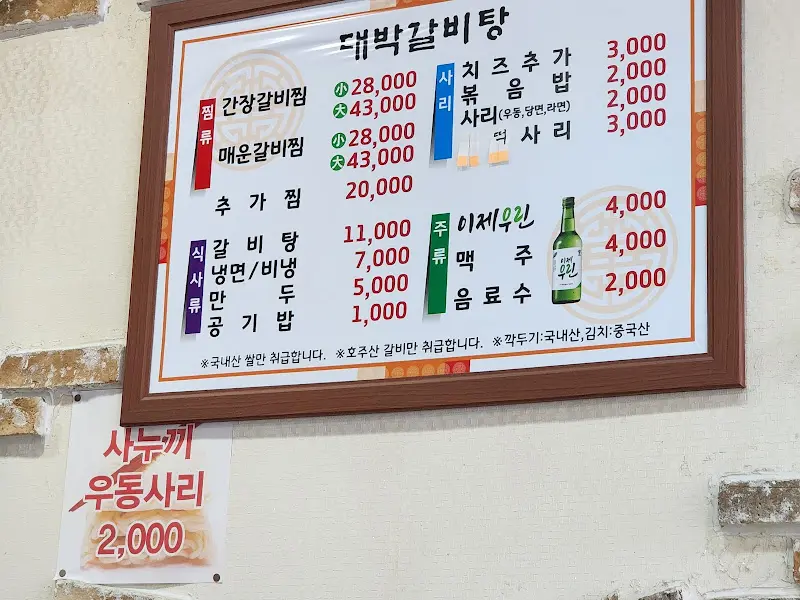 대박갈비탕
찜류
간장갈비찜 小 28,000
大 43,000
매운갈비찜 小 28,000
大 43,000
추가찜 20,000
식사류
갈비탕 11,000
냉면/비냉 7,000
만두 5,000
공기밥 1,000
사리
치즈추가 3,000
볶음밥 2,000
사리(우동,당면,라면) 2,000
떡사리 3,000
주류
이제우린 4,000
맥주 4,000
음료수 2,000
이제
우린
※국내산 쌀만 취급합니다. ※호주산 갈비만 취급합니다. ※깍두기:국내산,김치:중국산
사누끼
우동사리
2,000